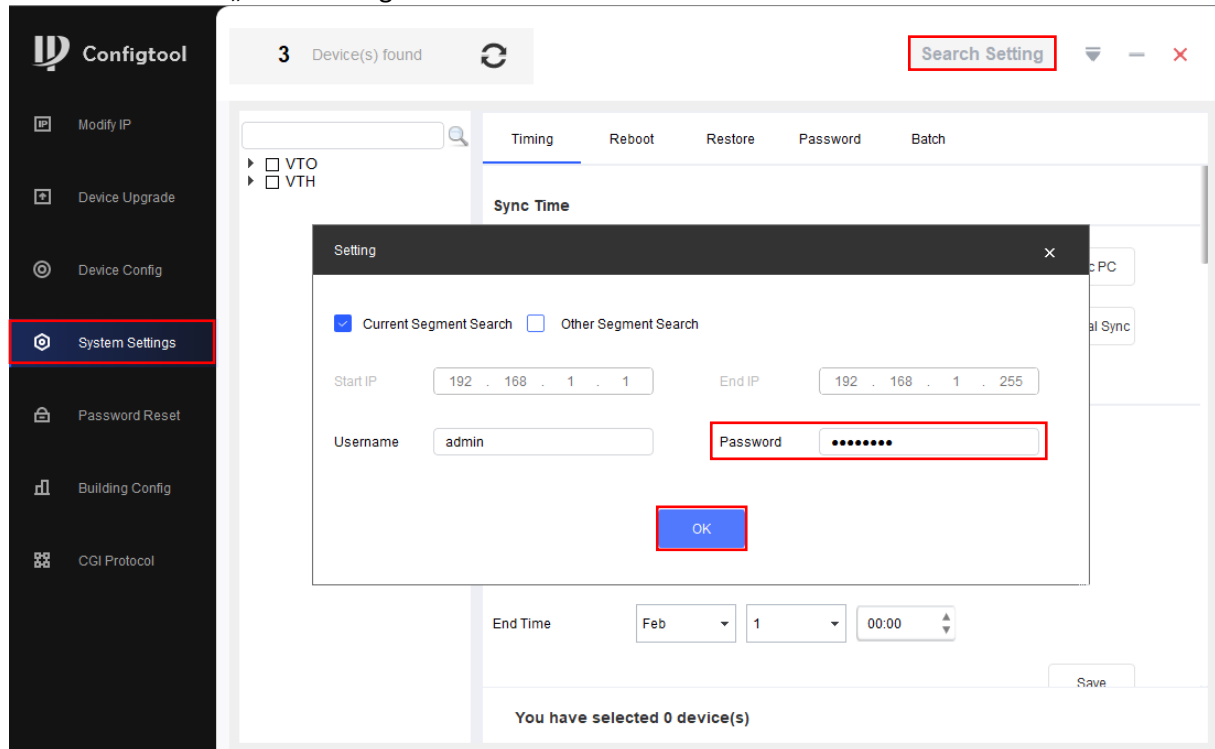 Configtool
3 Device(s) found
Search Setting
Modify IP
Device Upgrade
Device Config
System Settings
Password Reset
Building Config
CGI Protocol
VTO
VTH
Timing Reboot Restore Password Batch
Sync Time
PC
Sync
Setting
Current Segment Search Other Segment Search
Start IP 192 . 168 . 1 . 1 End IP 192 . 168 . 1 . 255
Username admin Password ••••••••
OK
End Time Feb 1 00:00
Save
You have selected 0 device(s)